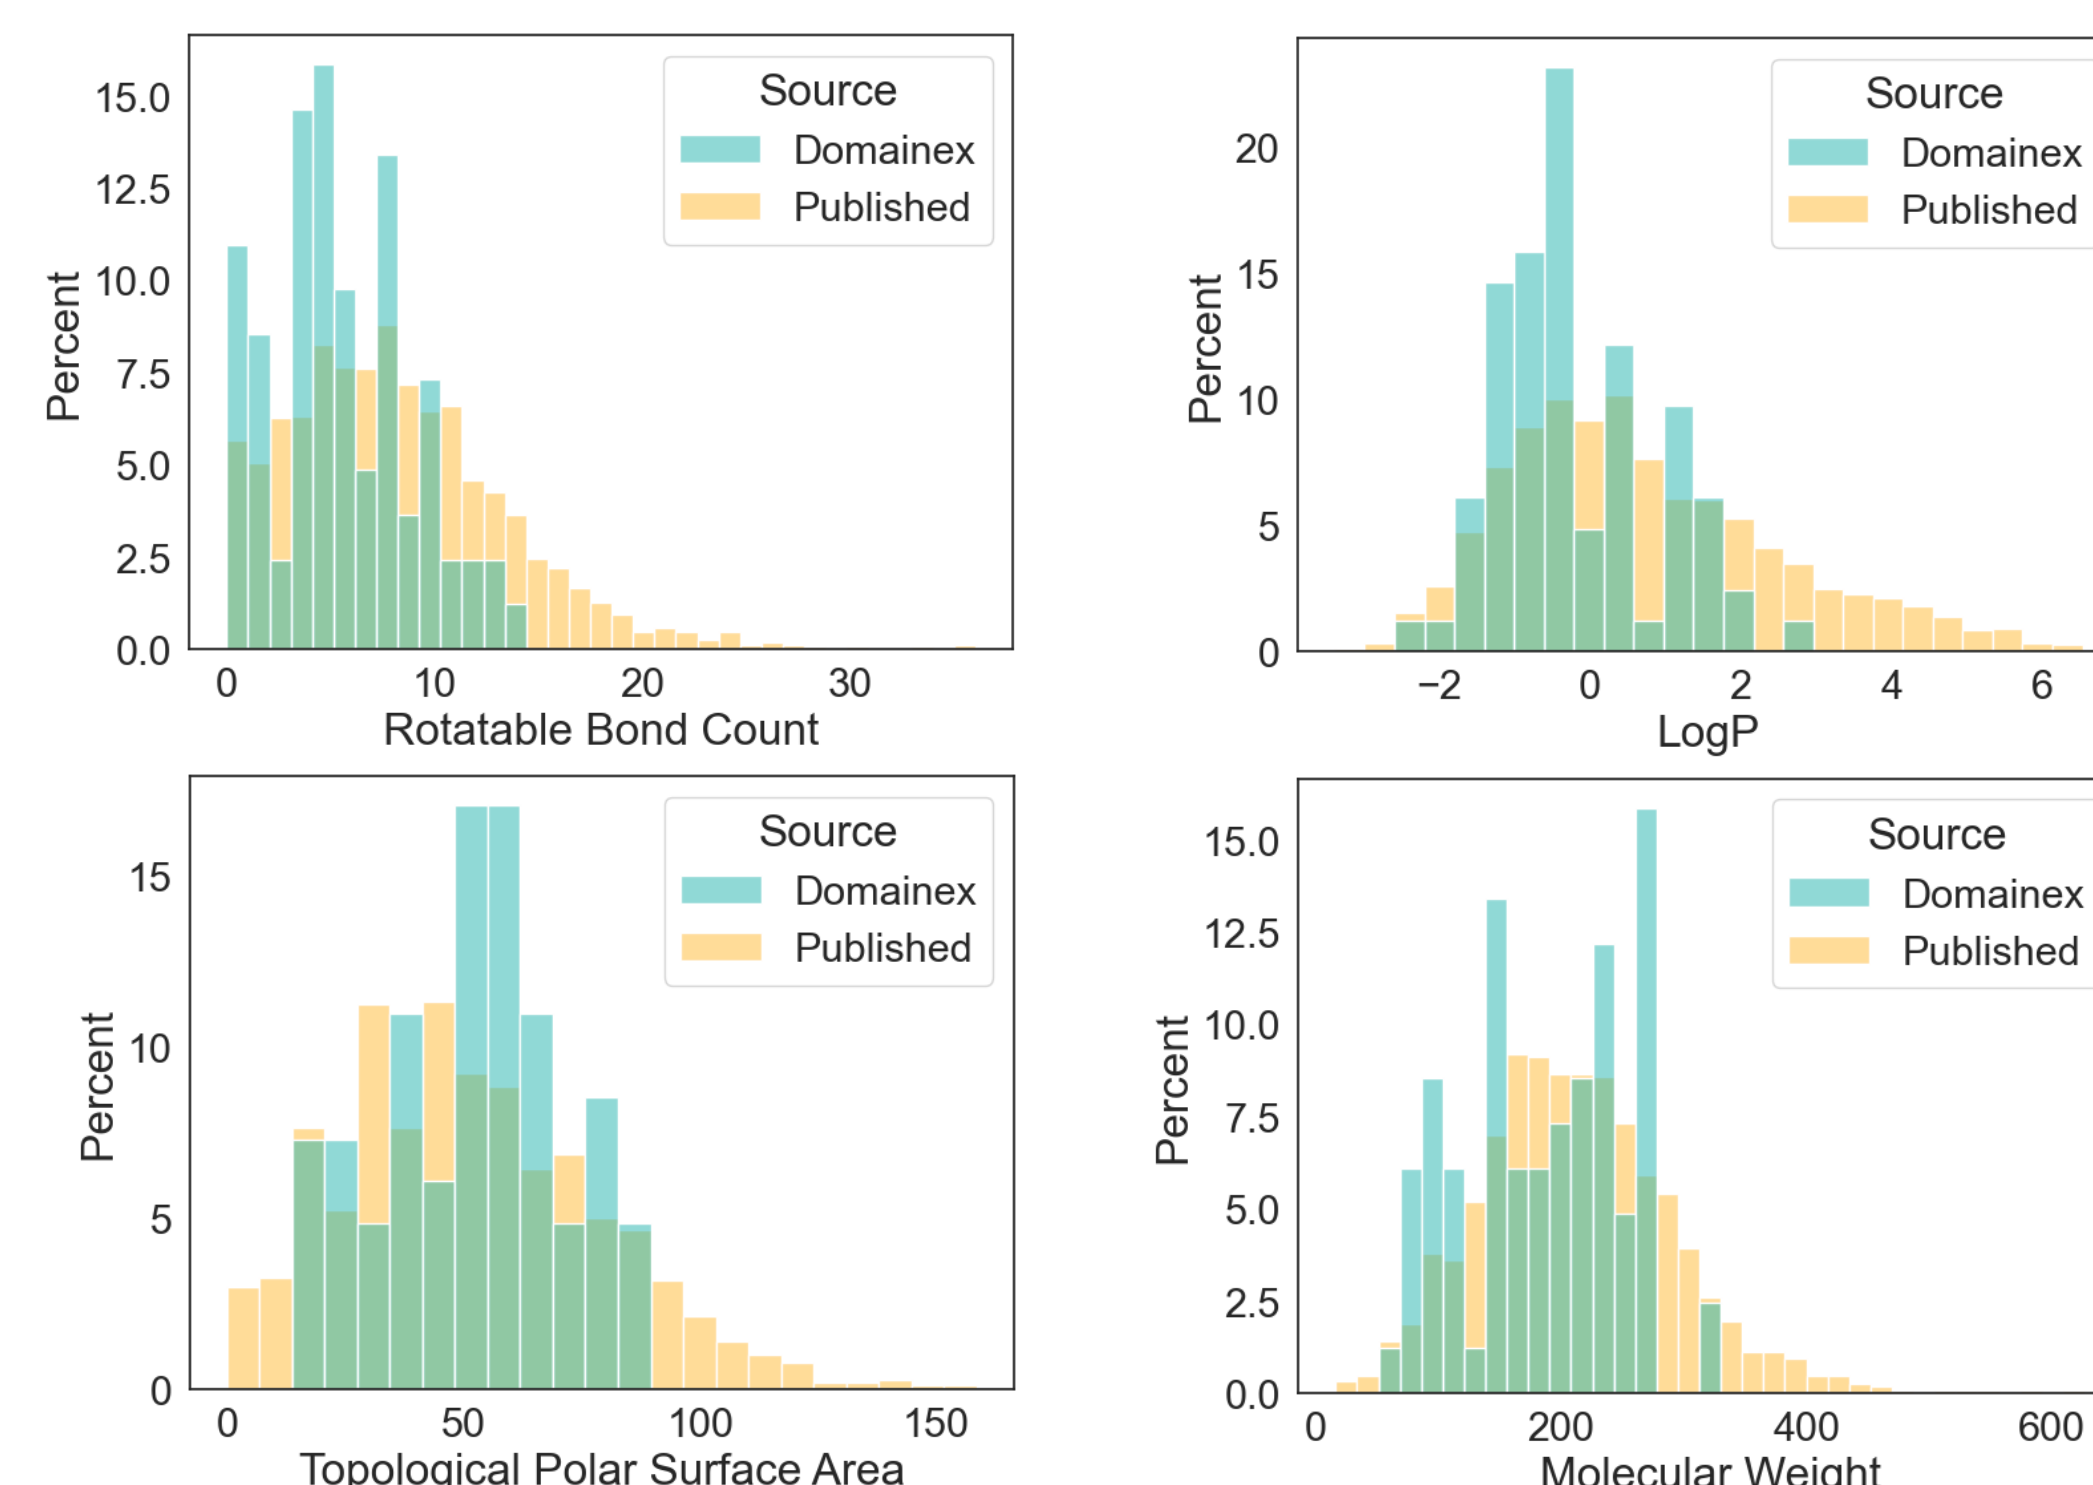 Source
Domainex
Published
15.0
12.5
10.0
7.5
5.0
2.5
0.0
Percent
0 10 20 30
Rotatable Bond Count
Source
Domainex
Published
20
15
10
5
0
Percent
−2 0 2 4 6
LogP
Source
Domainex
Published
15
10
5
0
Percent
0 50 100 150
Topological Polar Surface Area
Source
Domainex
Published
15.0
12.5
10.0
7.5
5.0
2.5
0.0
Percent
0 200 400 600
Molecular Weight